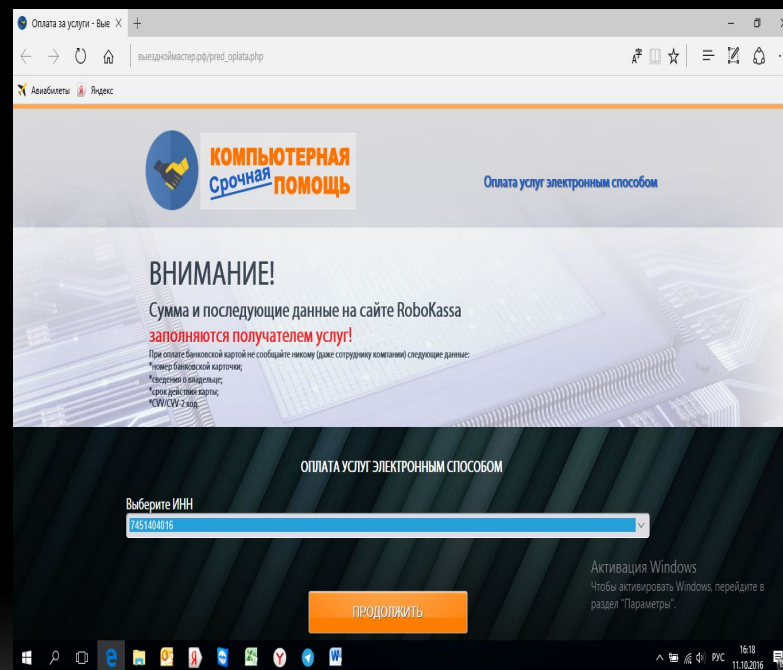 Оплата за услуги - Вые
выездноймастер.рф/pred_oplata.php
Авиабилеты
Яндекс
КОМПЬЮТЕРНАЯ
Срочная ПОМОЩЬ
Оплата услуг электронным способом
ВНИМАНИЕ!
Сумма и последующие данные на сайте RoboKassa
заполняются получателем услуг!
При оплате банковской картой не сообщайте никому (даже сотруднику компании) следующие данные:
*номер банковской карточки;
*сведения о владельце;
*срок действия карты;
*CVV/CVV-2 код.
ОПЛАТА УСЛУГ ЭЛЕКТРОННЫМ СПОСОБОМ
Выберите ИНН
7451404016
ПРОДОЛЖИТЬ
Активация Windows
Чтобы активировать Windows, перейдите в
раздел "Параметры".
РУС
16:18
11.10.2016